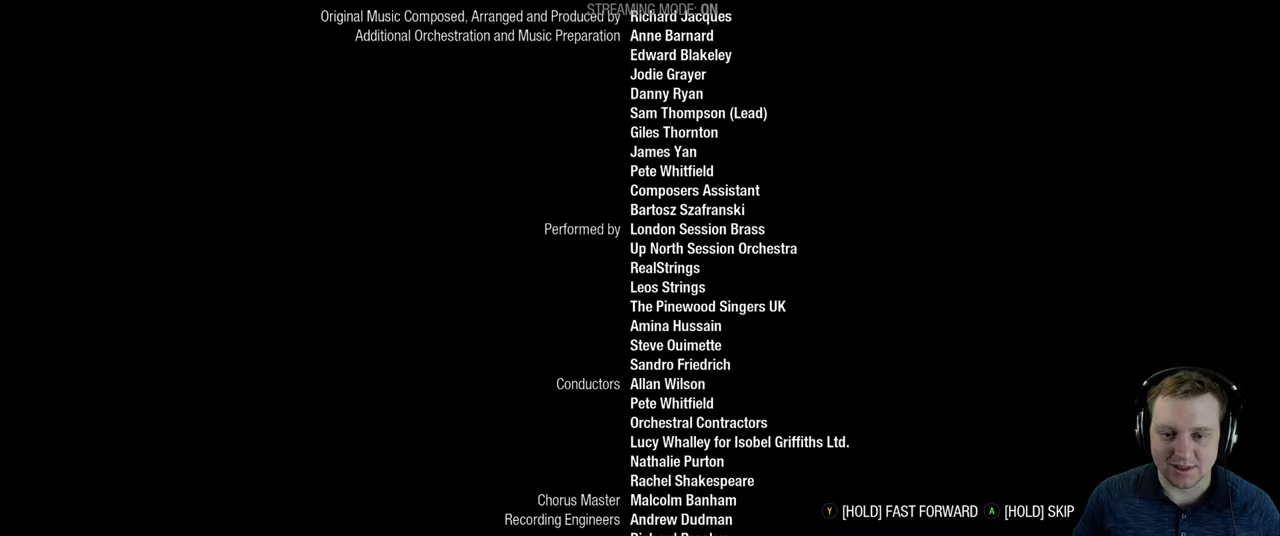 STREAMING MODE: ON
Original Music Composed, Arranged and Produced by Richard Jacques
Additional Orchestration and Music Preparation Anne Barnard
Edward Blakeley
Jodie Grayer
Danny Ryan
Sam Thompson (Lead)
Giles Thornton
James Yan
Pete Whitfield
Composers Assistant
Bartosz Szafranski
Performed by London Session Brass
Up North Session Orchestra
RealStrings
Leos Strings
The Pinewood Singers UK
Amina Hussain
Steve Ouimette
Sandro Friedrich
Conductors Allan Wilson
Pete Whitfield
Orchestral Contractors
Lucy Whalley for Isobel Griffiths Ltd.
Nathalie Purton
Rachel Shakespeare
Chorus Master Malcolm Banham
Recording Engineers Andrew Dudman
Y [HOLD] FAST FORWARD A [HOLD] SKIP